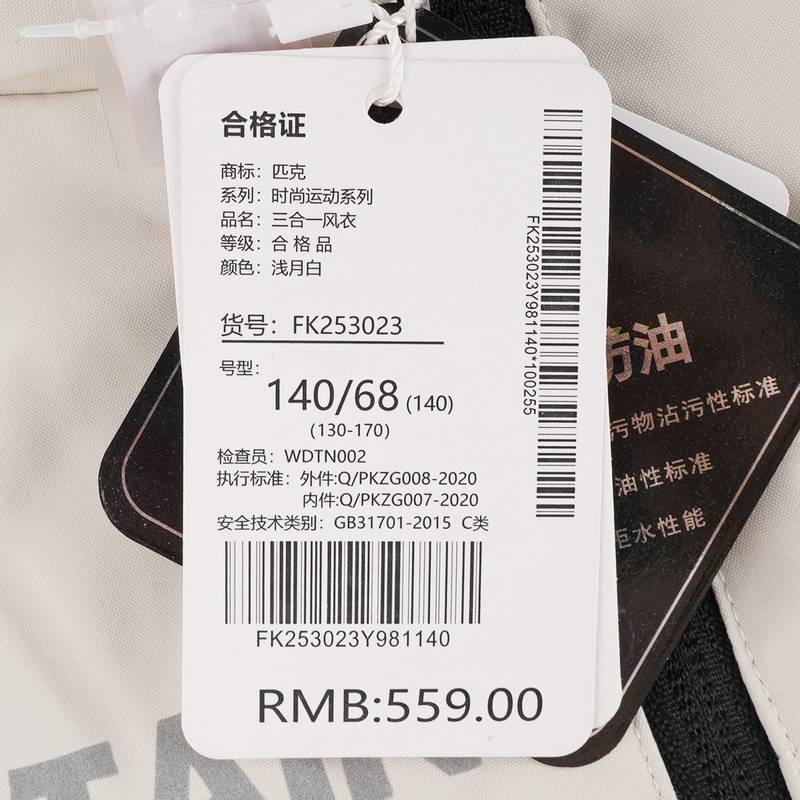 合格证
商标：匹克
系列：时尚运动系列
品名：三合一风衣
等级：合 格 品
颜色：浅月白
货号：FK253023
号型：
140/68 (140)
(130-170)
检查员：WDTN002
执行标准：外件:Q/PKZG008-2020
内件:Q/PKZG007-2020
安全技术类别：GB31701-2015 C类
FK253023Y981140
RMB:559.00
FK253023Y981140*100255
防油
污物沾污性标准
油性标准
拒水性能